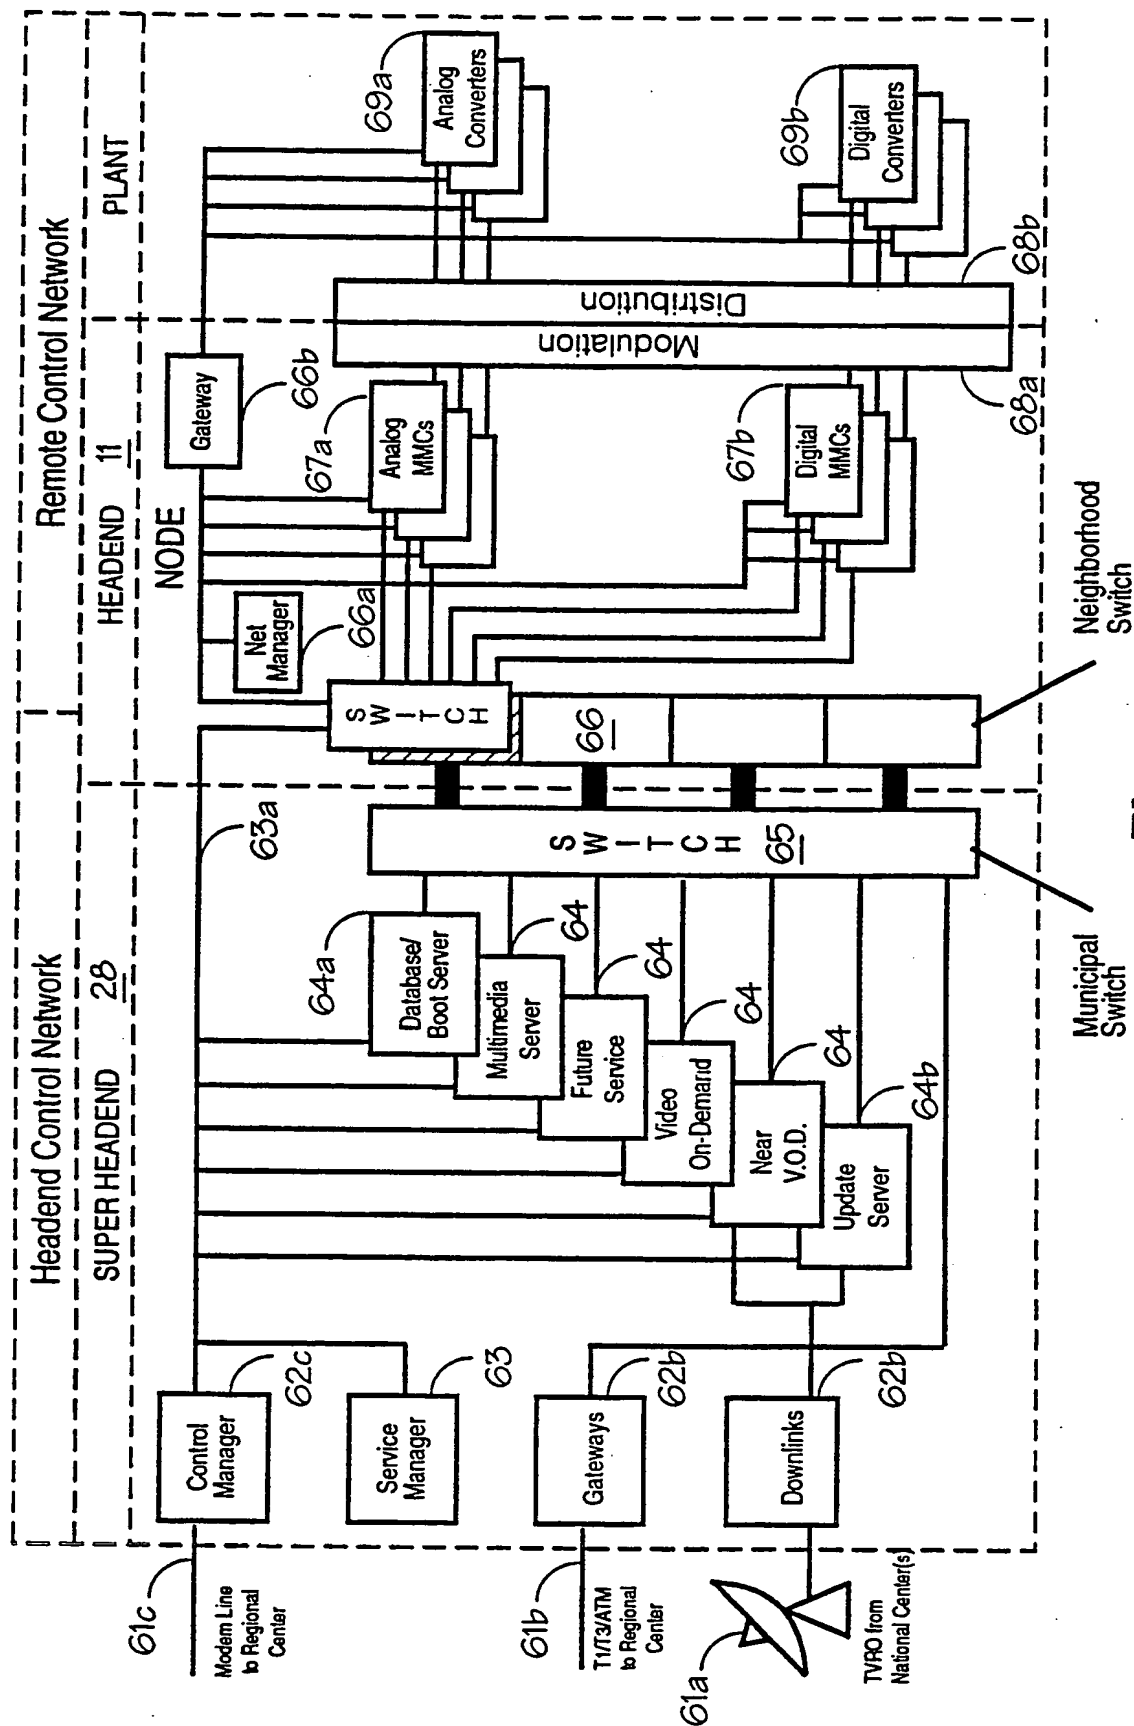 Headend Control Network
Remote Control Network
SUPER HEADEND
28
HEADEND
11
PLANT
NODE
61c
Modem Line
to Regional
Center
Control
Manager
62c
63a
Service
Manager
63
61b
T1/T3/ATM
to Regional
Center
Gateways
62b
61a
TVRO from
National Center(s)
Downlinks
62b
64a
Database/
Boot Server
Multimedia
Server
64
Future
Service
64
Video
On-Demand
64
Near
V.O.D.
64
Update
Server
64b
SWITCH
65
Municipal
Switch
SWITCH
66
Neighborhood
Switch
Net
Manager
66a
Gateway
66b
67a
Analog
MMCs
67b
Digital
MMCs
Modulation
68a
Distribution
68b
69a
Analog
Converters
69b
Digital
Converters